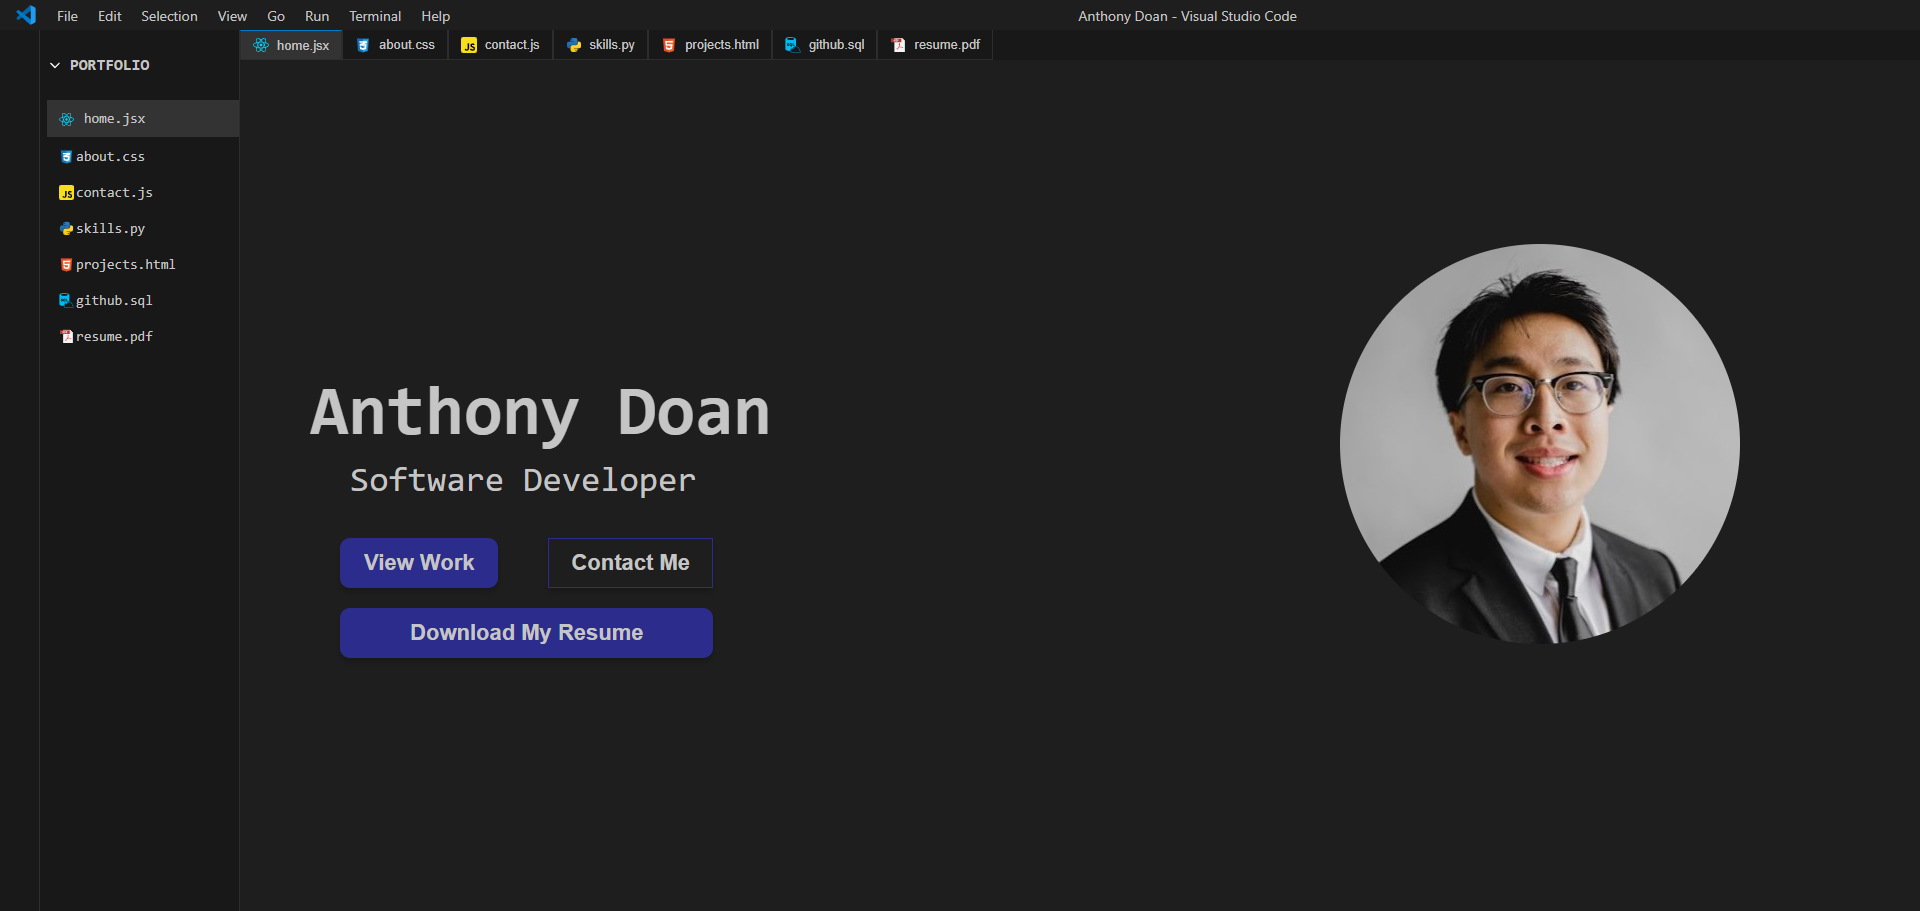 File Edit Selection View Go Run Terminal Help Anthony Doan - Visual Studio Code
PORTFOLIO
home.jsx
about.css
contact.js
skills.py
projects.html
github.sql
resume.pdf
home.jsx about.css JS contact.js skills.py projects.html github.sql resume.pdf
Anthony Doan
Software Developer
View Work Contact Me
Download My Resume